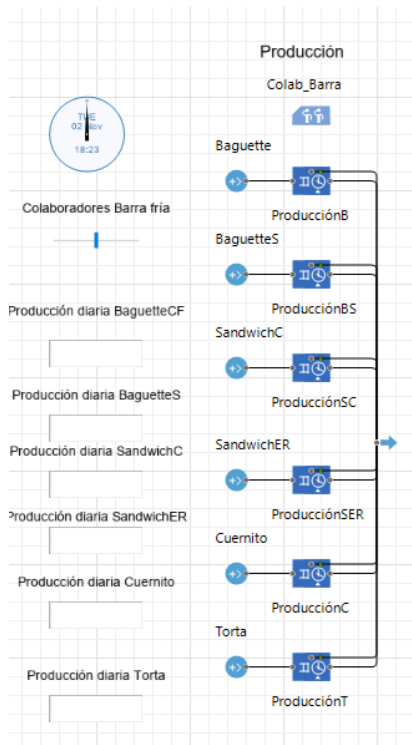 Producción
Colab_Barra
TUE
02 Nov
18:23
Baguette
ProducciónB
Colaboradores Barra fría
BaguetteS
ProducciónBS
Producción diaria BaguetteCF
SandwichC
ProducciónSC
Producción diaria BaguetteS
Producción diaria SandwichC
SandwichER
ProducciónSER
Producción diaria SandwichER
Cuernito
Producción diaria Cuernito
ProducciónC
Torta
Producción diaria Torta
ProducciónT